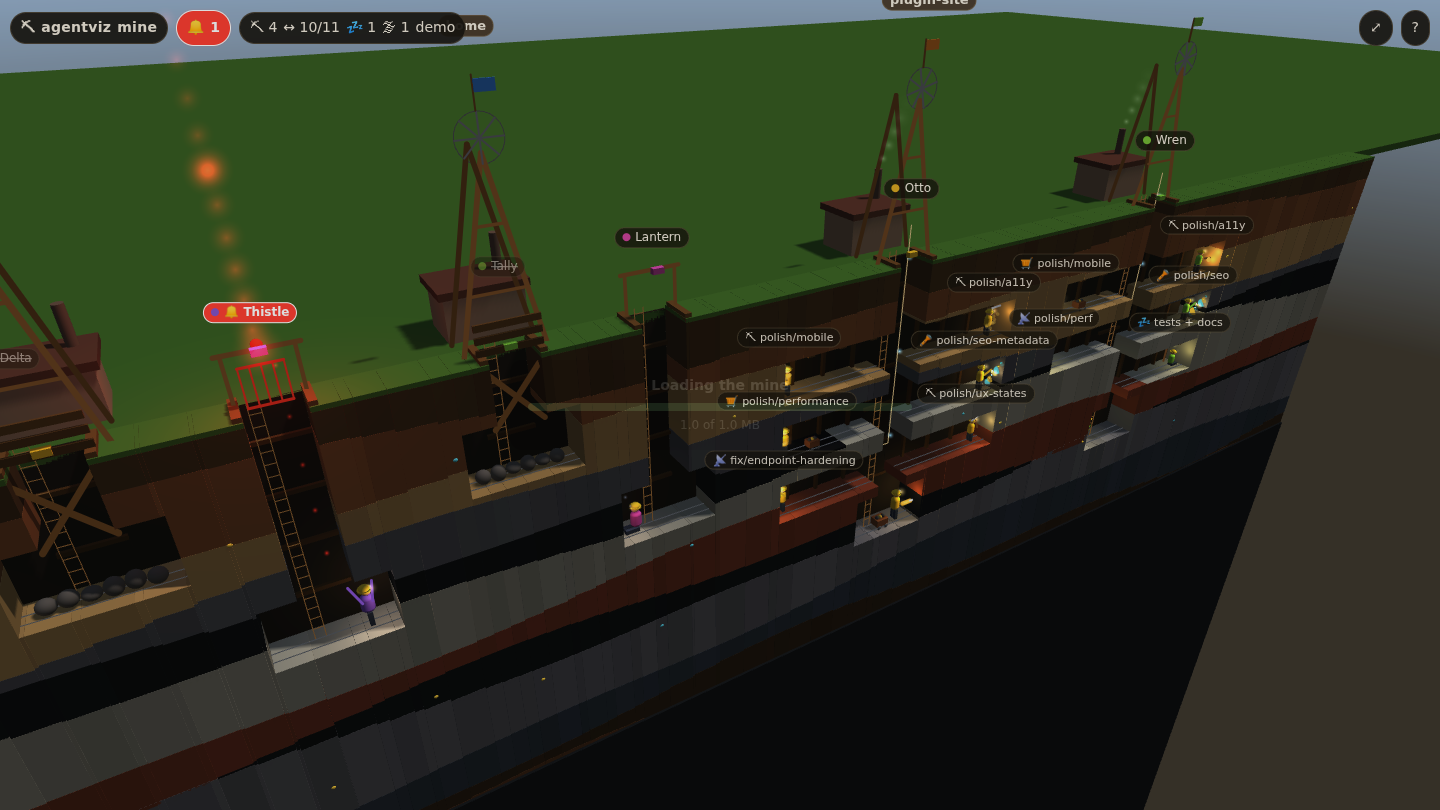 agentviz mine
1
4 ↔ 10/11 1 1 demo
me
plugin-site
?
Wren
Otto
polish/a11y
Lantern
polish/mobile
Tally
polish/a11y
polish/seo
Thistle
polish/perf
tests + docs
polish/mobile
polish/seo-metadata
Delta
Loading the mine
polish/ux-states
polish/performance
1.0 of 1.0 MB
fix/endpoint-hardening